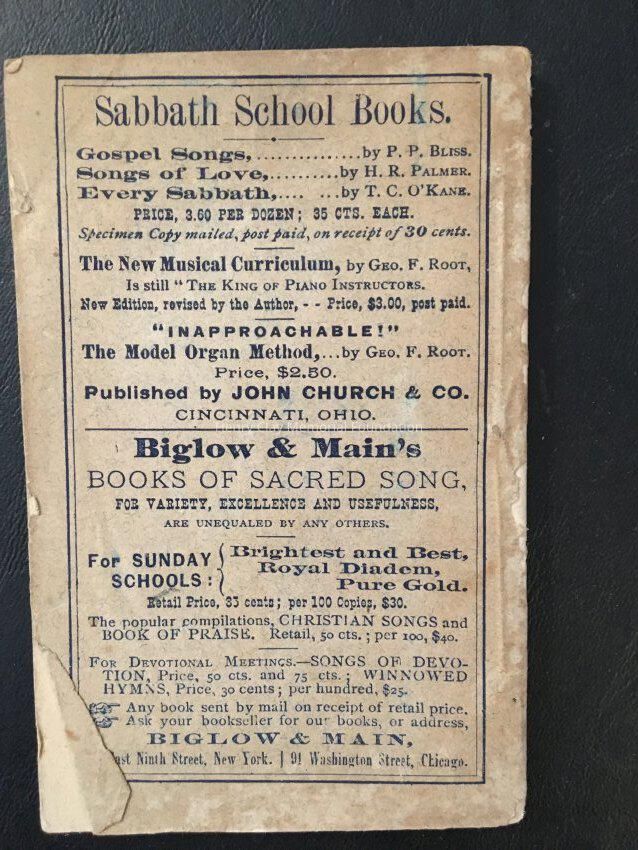 Sabbath School Books.
Gospel Songs,...............by P. P. BLISS.
Songs of Love,..........by H. R. PALMER.
Every Sabbath,.... ...by T. C. O'KANE.
PRICE, 3.60 PER DOZEN; 35 CTS. EACH.
Specimen Copy mailed, post paid, on receipt of 30 cents.
The New Musical Curriculum, by GEO. F. ROOT,
Is still "THE KING OF PIANO INSTRUCTORS.
New Edition, revised by the Author, - - Price, $3.00, post paid.
"INAPPROACHABLE!"
The Model Organ Method,...by GEO. F. ROOT.
Price, $2.50.
Published by JOHN CHURCH & CO.
CINCINNATI, OHIO.
Henry Clay Memorial Foundation
Biglow & Main's
BOOKS OF SACRED SONG,
FOR VARIETY, EXCELLENCE AND USEFULNESS,
ARE UNEQUALED BY ANY OTHERS.
For SUNDAY SCHOOLS:
Brightest and Best,
Royal Diadem,
Pure Gold.
Retail Price, 35 cents; per 100 Copies, $30.
The popular compilations, CHRISTIAN SONGS and
BOOK OF PRAISE. Retail, 50 cts.; per 100, $40.
FOR DEVOTIONAL MEETINGS.—SONGS OF DEVO-
TION, Price, 50 cts. and 75 cts.; WINNOWED
HYMNS, Price, 30 cents; per hundred, $25.
☞ Any book sent by mail on receipt of retail price.
☞ Ask your bookseller for our books, or address,
BIGLOW & MAIN,
Ninth Street, New York. | 91 Washington Street, Chicago.